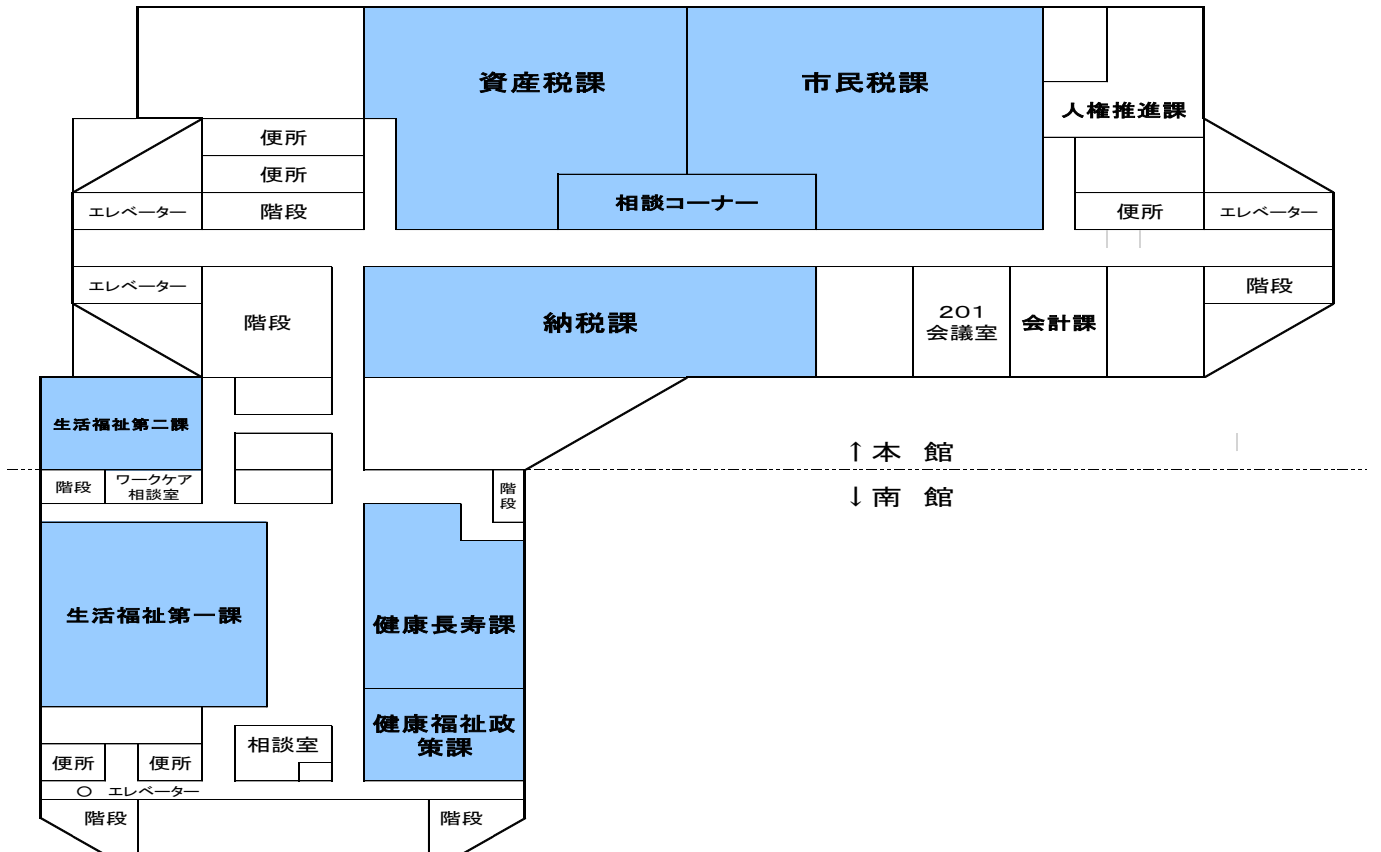 資産税課
市民税課
人権推進課
便所
便所
相談コーナー
エレベーター
階段
便所
エレベーター
エレベーター
階段
納税課
201
会議室
会計課
階段
生活福祉第二課
↑本 館
階段
ワークケア
相談室
階段
↓南 館
生活福祉第一課
健康長寿課
健康福祉政
策課
相談室
便所
便所
○ エレベーター
階段
階段